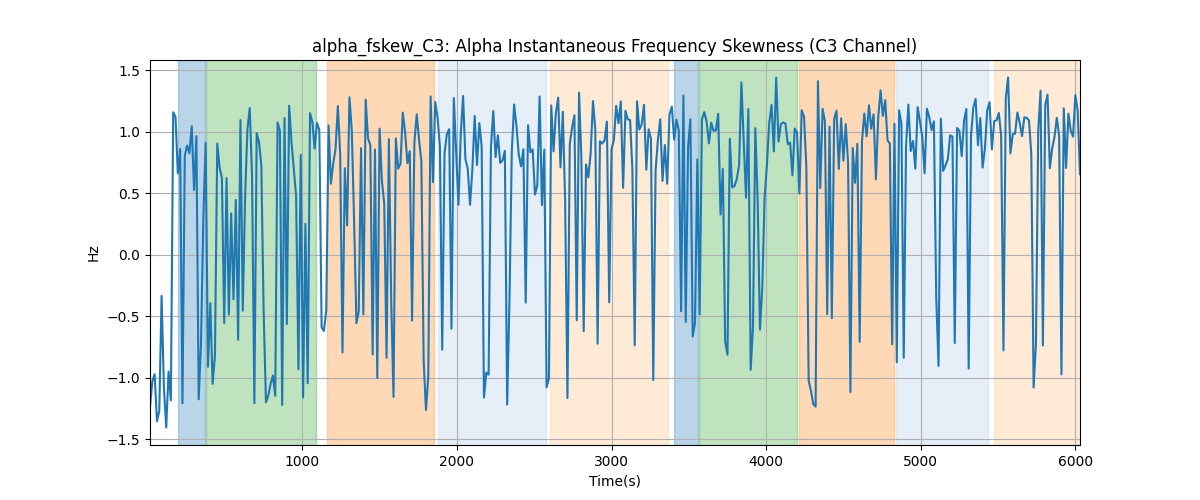 alpha_fskew_C3: Alpha Instantaneous Frequency Skewness (C3 Channel)
1.5
1.0
0.5
0.0
−0.5
−1.0
−1.5
Hz
1000 2000 3000 4000 5000 6000
Time(s)